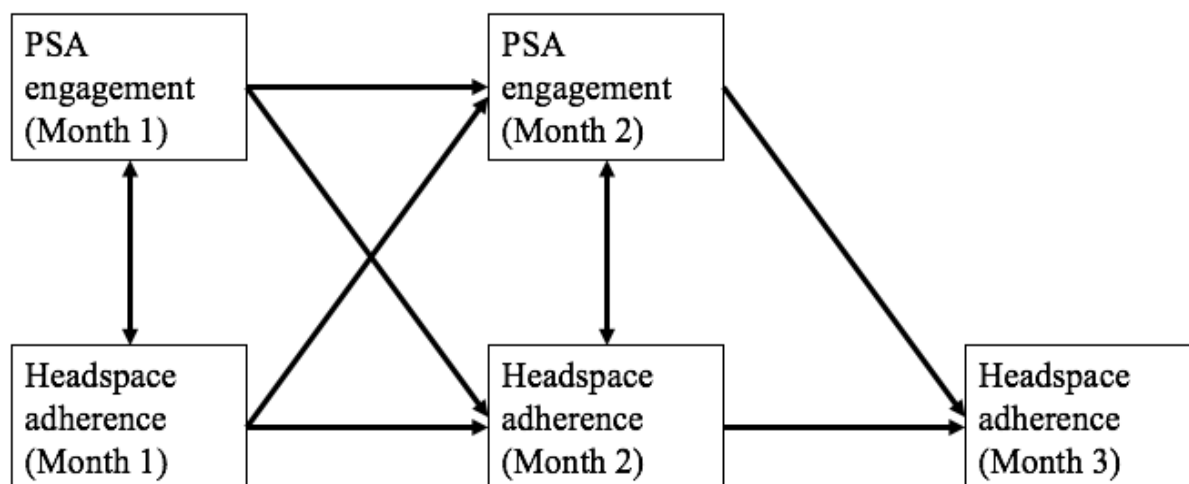 PSA
engagement
(Month 1)
PSA
engagement
(Month 2)
Headspace
adherence
(Month 1)
Headspace
adherence
(Month 2)
Headspace
adherence
(Month 3)